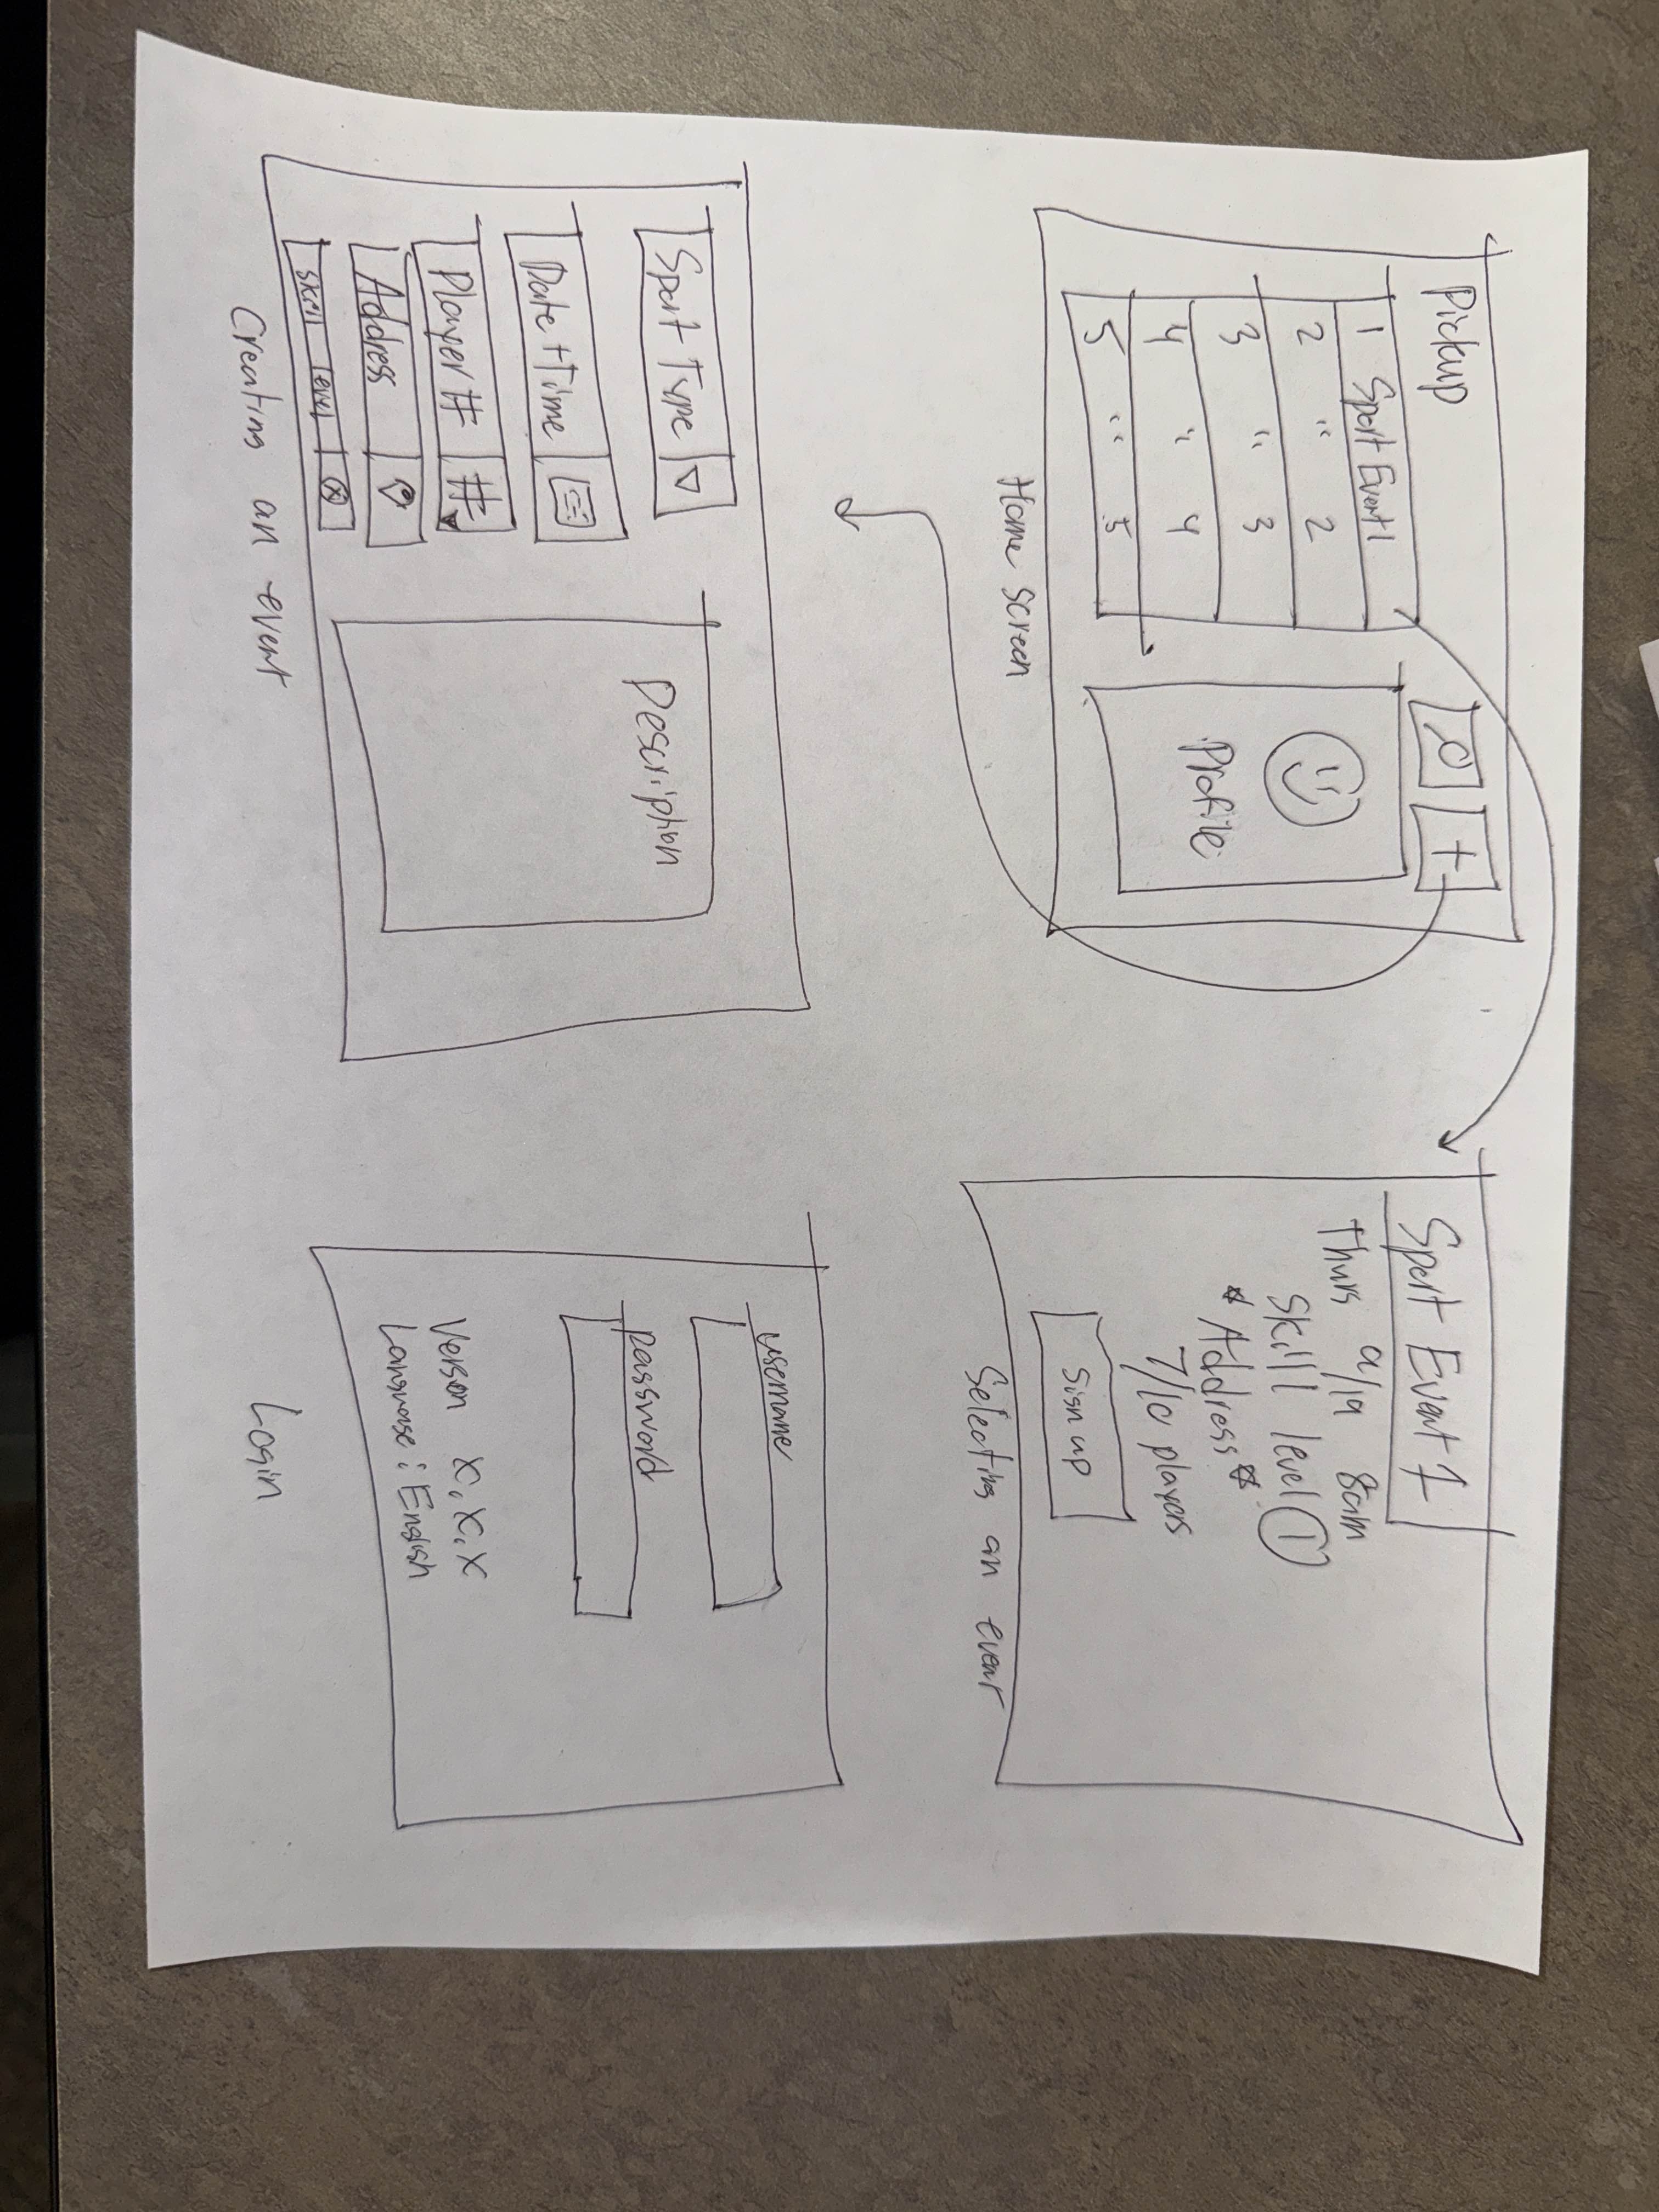 Pickup
1 Sport Event 1
2 " 2
3 " 3
4 " 4
5 " 5
+
Profile
Home screen
Sport Event 1
Thurs 9/19 8am
Skill level 1
* Address *
7/10 players
Sign up
Selecting an event
Sport Type
Date + Time
Player # #
Address
Skill level
Description
Creating an event
username
password
Version X.X.X
Language: English
Login